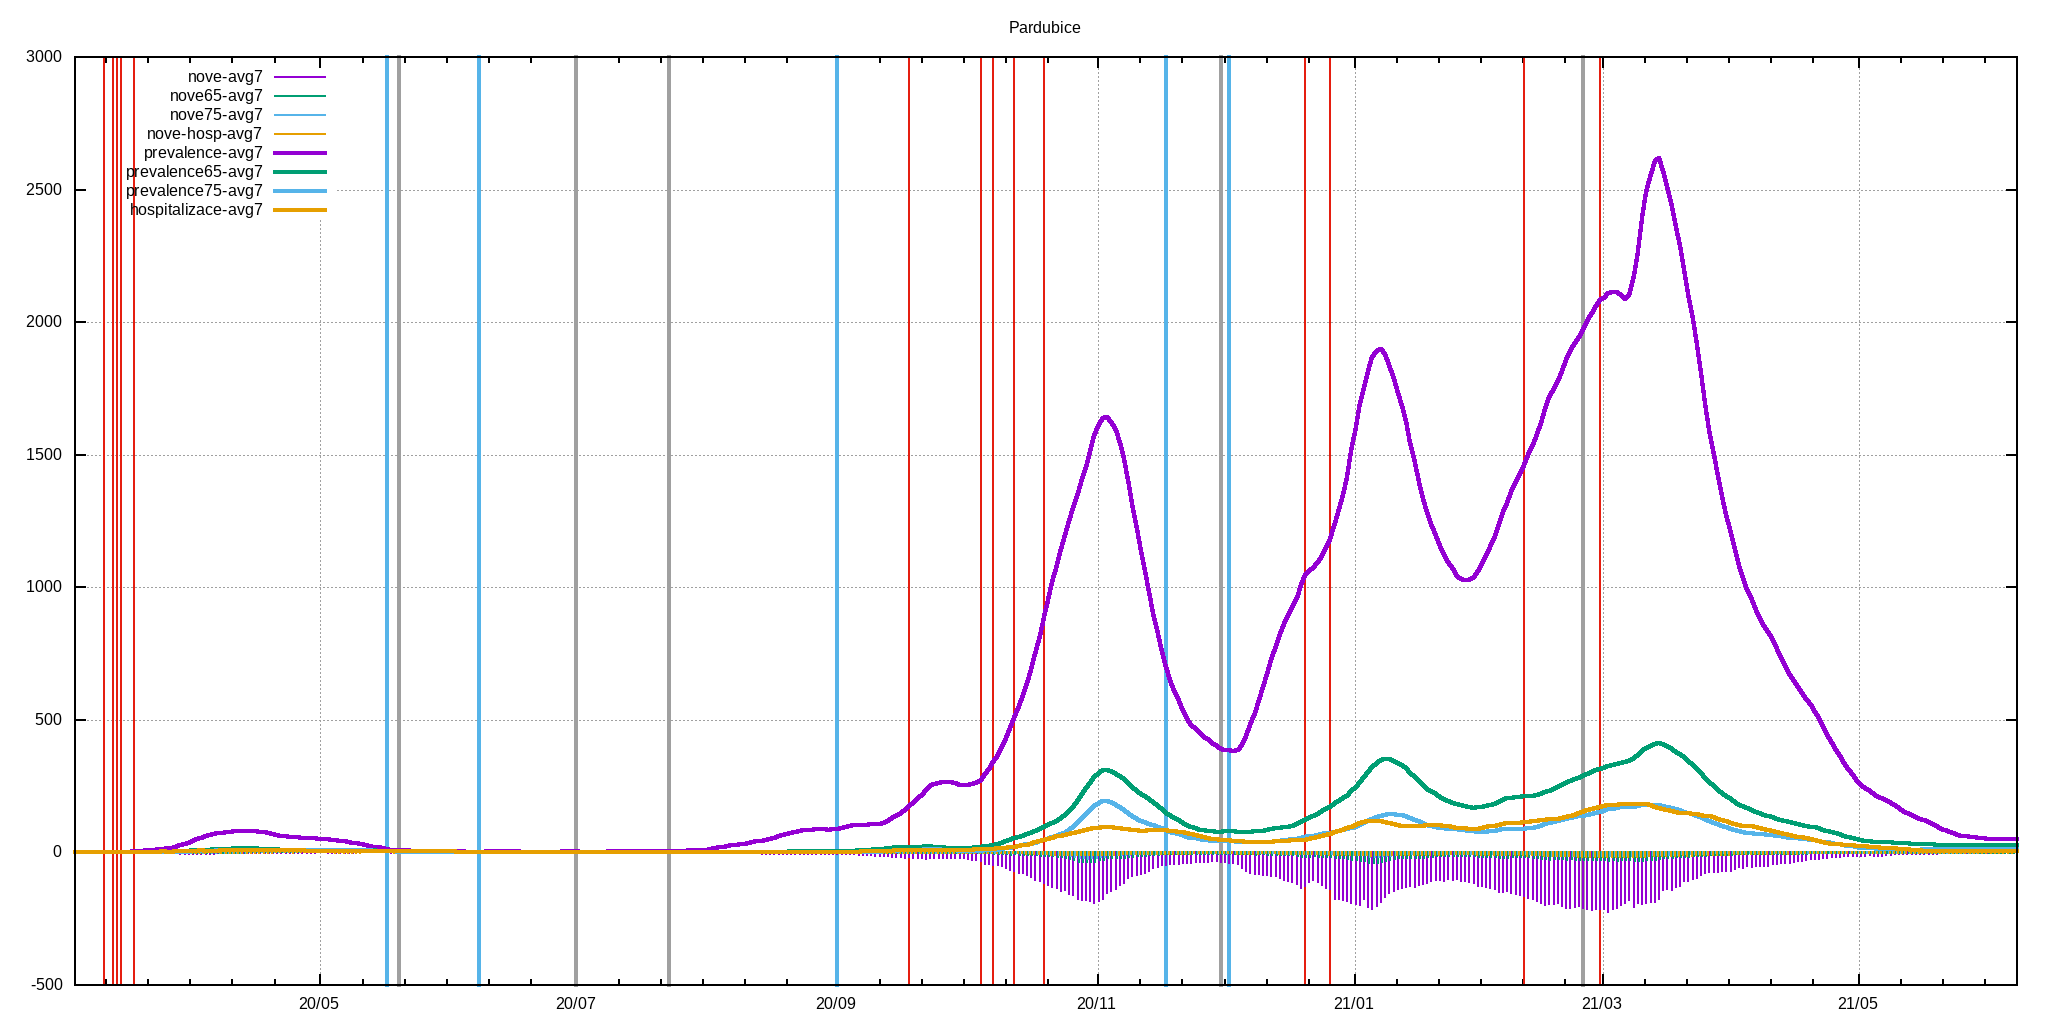 Pardubice
3000
2500
2000
1500
1000
500
0
-500
nove-avg7
nove65-avg7
nove75-avg7
nove-hosp-avg7
prevalence-avg7
prevalence65-avg7
prevalence75-avg7
hospitalizace-avg7
20/05 20/07 20/09 20/11 21/01 21/03 21/05